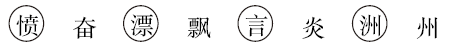 愤 奋 漂 飘 言 炎 洲 州